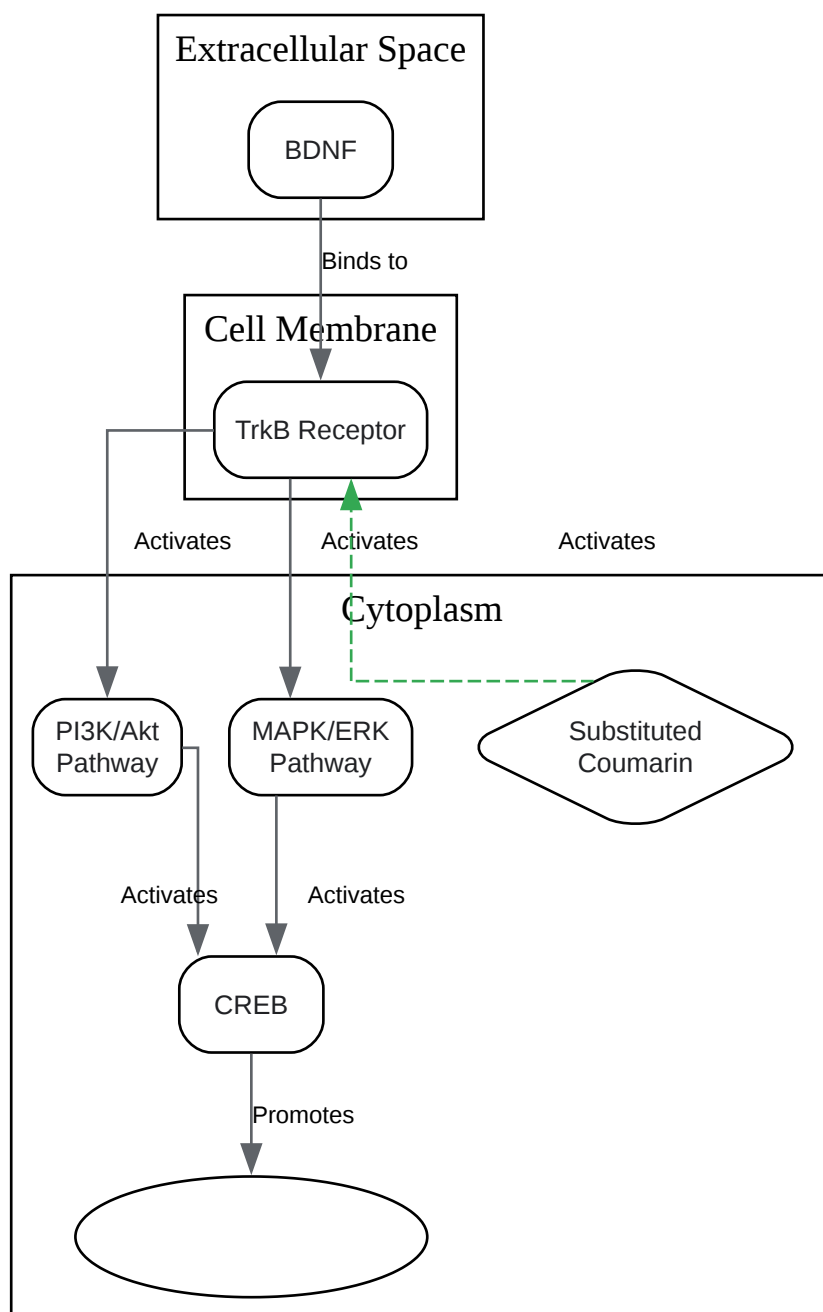 Extracellular Space
BDNF
Binds to
Cell Membrane
TrkB Receptor
Activates
Activates
Activates
Cytoplasm
PI3K/Akt
Pathway
MAPK/ERK
Pathway
Substituted
Coumarin
Activates
Activates
CREB
Promotes